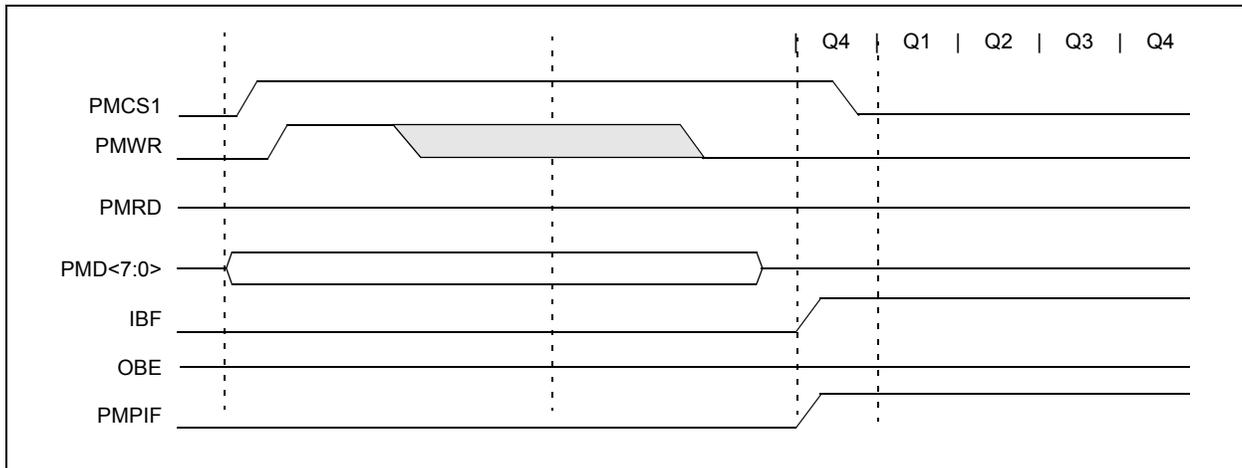 | Q4 | Q1 | Q2 | Q3 | Q4
PMCS1
PMWR
PMRD
PMD<7:0>
IBF
OBE
PMPIF